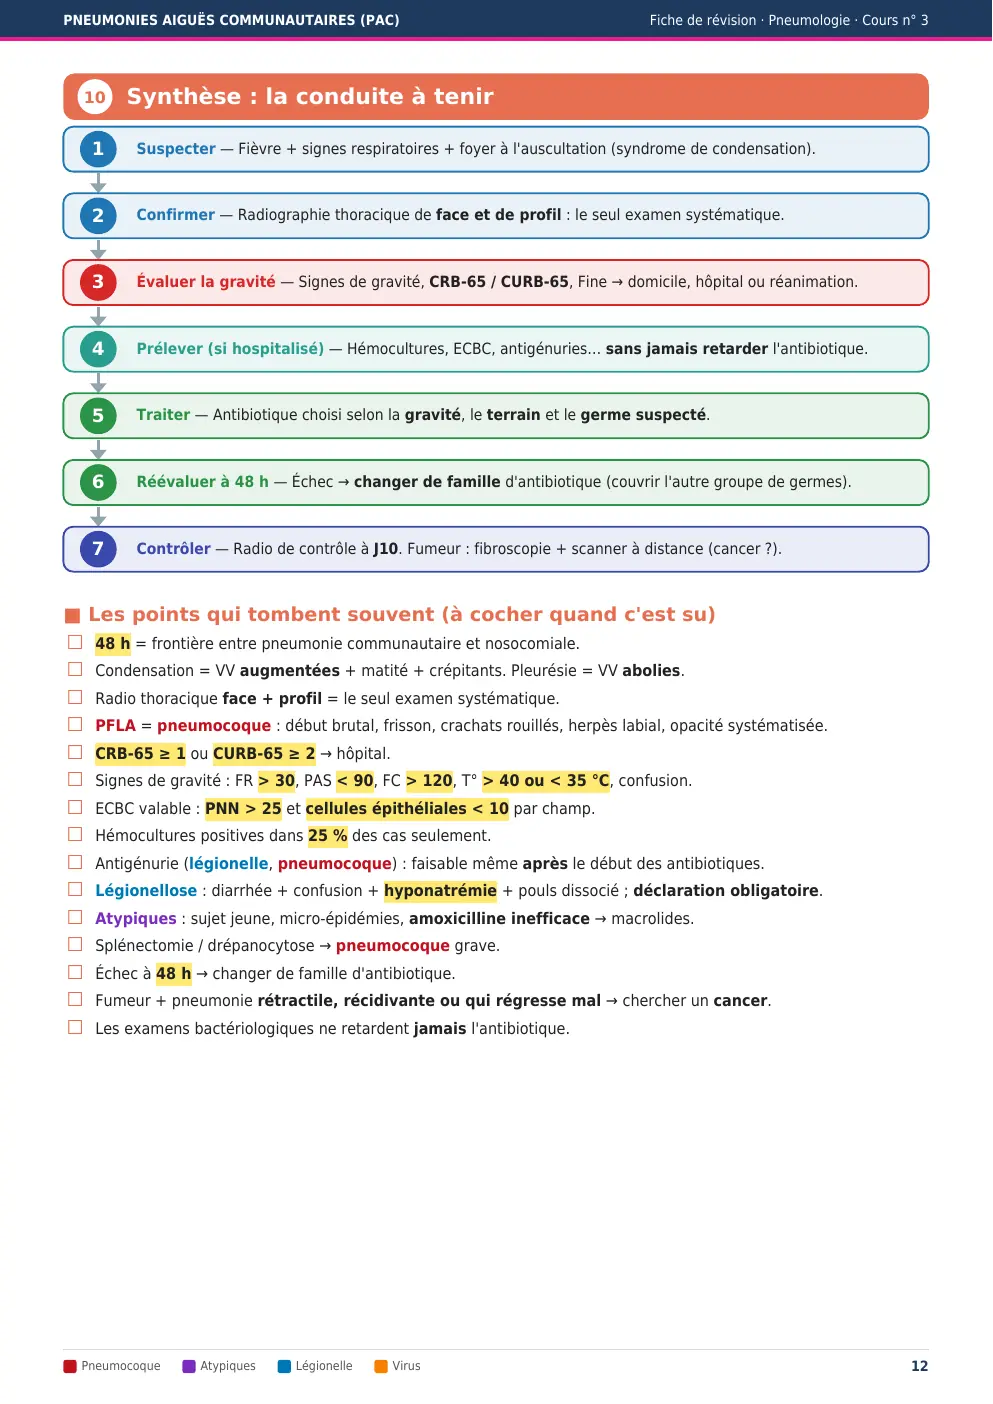 PNEUMONIES AIGUËS COMMUNAUTAIRES (PAC)
Fiche de révision · Pneumologie · Cours n° 3
10 Synthèse : la conduite à tenir
1 Suspecter — Fièvre + signes respiratoires + foyer à l'auscultation (syndrome de condensation).
2 Confirmer — Radiographie thoracique de face et de profil : le seul examen systématique.
3 Évaluer la gravité — Signes de gravité, CRB-65 / CURB-65, Fine → domicile, hôpital ou réanimation.
4 Prélever (si hospitalisé) — Hémocultures, ECBC, antigénuries… sans jamais retarder l'antibiotique.
5 Traiter — Antibiotique choisi selon la gravité, le terrain et le germe suspecté.
6 Réévaluer à 48 h — Échec → changer de famille d'antibiotique (couvrir l'autre groupe de germes).
7 Contrôler — Radio de contrôle à J10. Fumeur : fibroscopie + scanner à distance (cancer ?).
■ Les points qui tombent souvent (à cocher quand c'est su)
☐ 48 h = frontière entre pneumonie communautaire et nosocomiale.
☐ Condensation = VV augmentées + matité + crépitants. Pleurésie = VV abolies.
☐ Radio thoracique face + profil = le seul examen systématique.
☐ PFLA = pneumocoque : début brutal, frisson, crachats rouillés, herpès labial, opacité systématisée.
☐ CRB-65 ≥ 1 ou CURB-65 ≥ 2 → hôpital.
☐ Signes de gravité : FR > 30, PAS < 90, FC > 120, T° > 40 ou < 35 °C, confusion.
☐ ECBC valable : PNN > 25 et cellules épithéliales < 10 par champ.
☐ Hémocultures positives dans 25 % des cas seulement.
☐ Antigénurie (légionelle, pneumocoque) : faisable même après le début des antibiotiques.
☐ Légionellose : diarrhée + confusion + hyponatrémie + pouls dissocié ; déclaration obligatoire.
☐ Atypiques : sujet jeune, micro-épidémies, amoxicilline inefficace → macrolides.
☐ Splénectomie / drépanocytose → pneumocoque grave.
☐ Échec à 48 h → changer de famille d'antibiotique.
☐ Fumeur + pneumonie rétractile, récidivante ou qui régresse mal → chercher un cancer.
☐ Les examens bactériologiques ne retardent jamais l'antibiotique.
Pneumocoque Atypiques Légionelle Virus
12